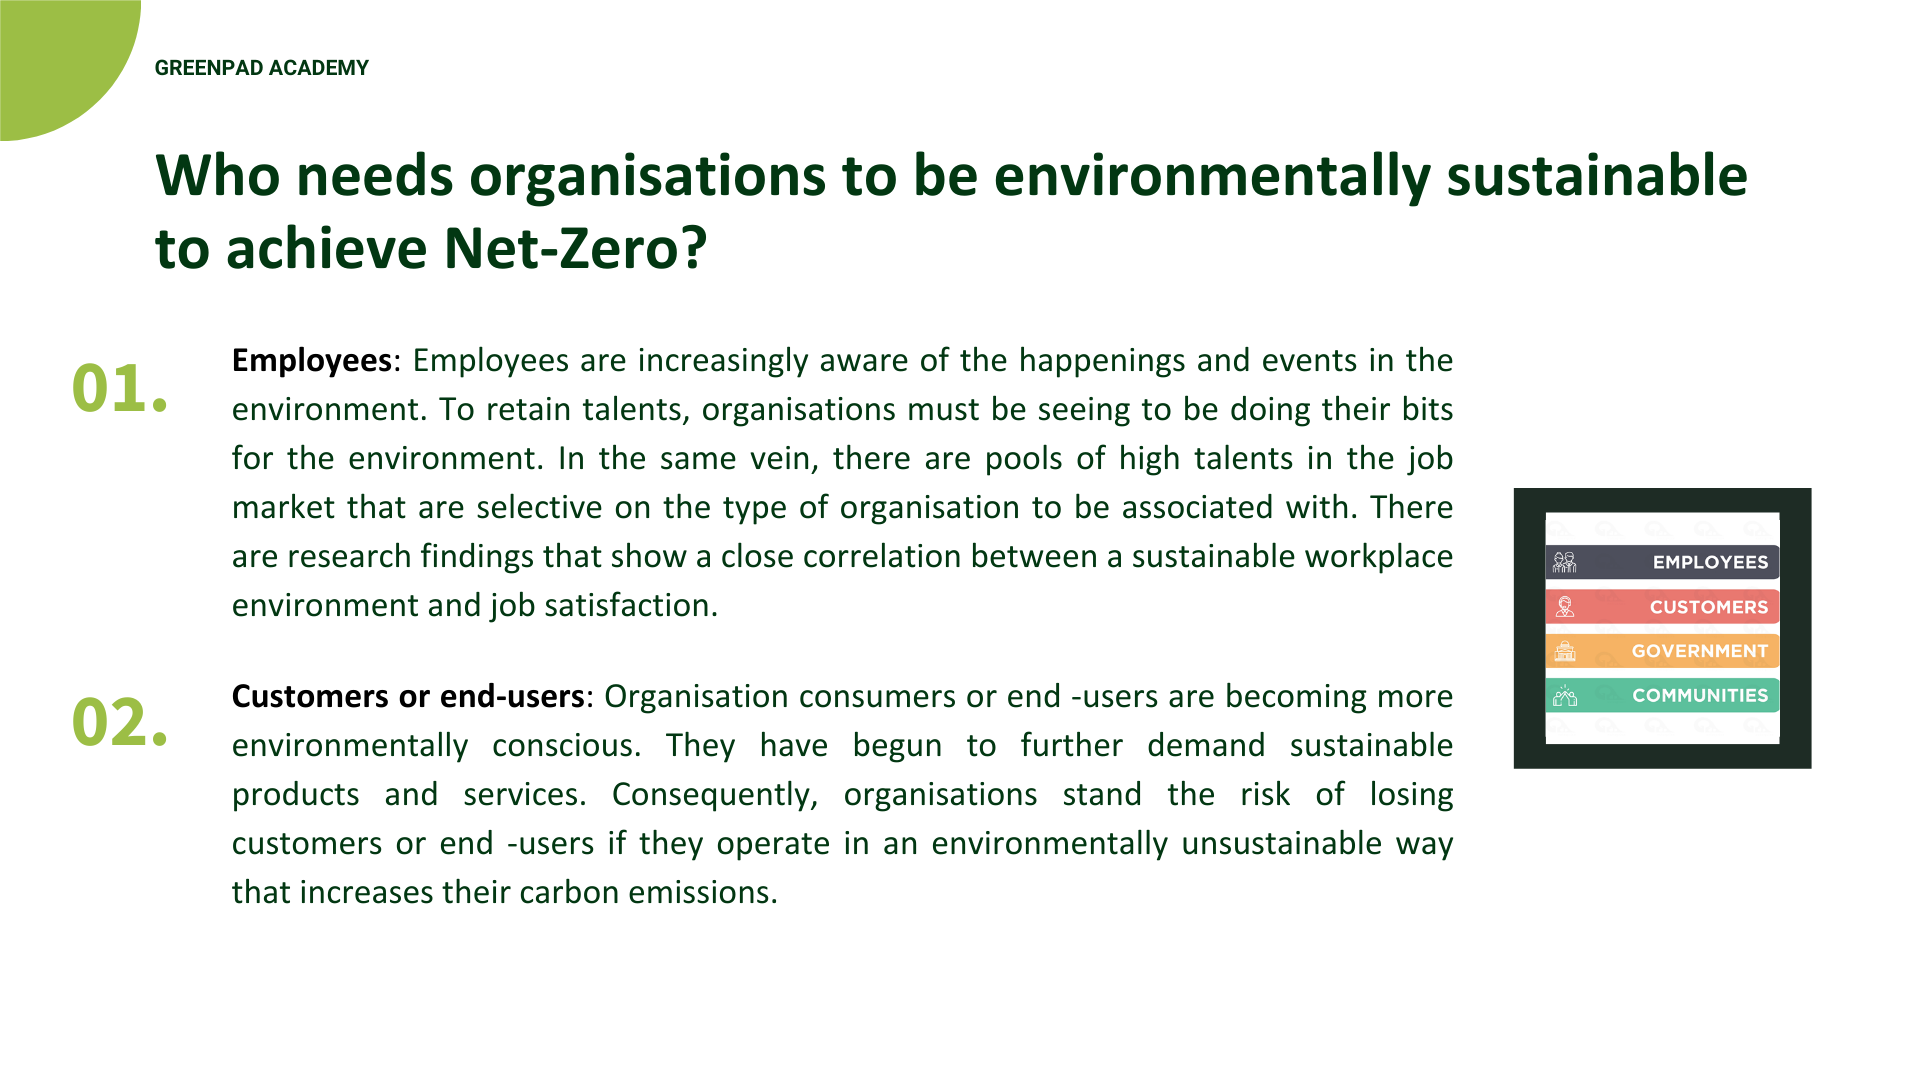 GREENPAD ACADEMY
Who needs organisations to be environmentally sustainable
to achieve Net-Zero?
01.
Employees: Employees are increasingly aware of the happenings and events in the
environment. To retain talents, organisations must be seeing to be doing their bits
for the environment. In the same vein, there are pools of high talents in the job
market that are selective on the type of organisation to be associated with. There
are research findings that show a close correlation between a sustainable workplace
environment and job satisfaction.
02.
Customers or end-users: Organisation consumers or end -users are becoming more
environmentally conscious. They have begun to further demand sustainable
products and services. Consequently, organisations stand the risk of losing
customers or end -users if they operate in an environmentally unsustainable way
that increases their carbon emissions.
EMPLOYEES
CUSTOMERS
GOVERNMENT
COMMUNITIES